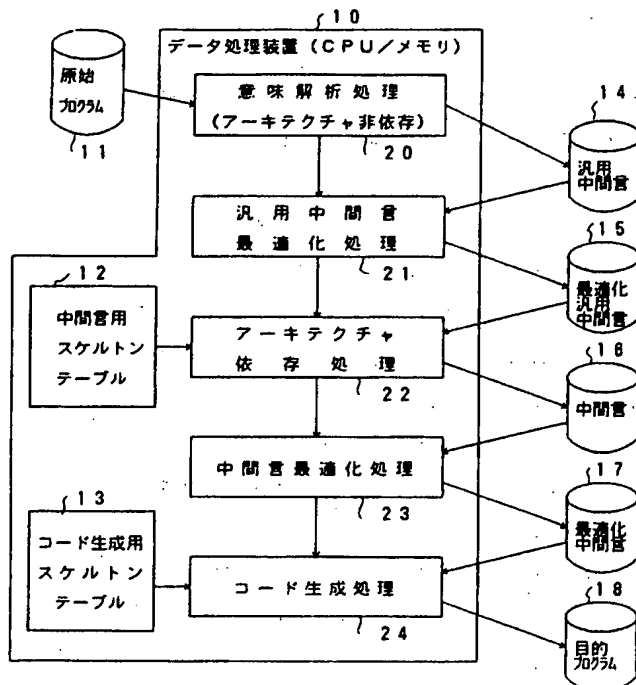 10
データ処理装置(CPU/メモリ)
原始
プログラム
11
意味解析処理
(アーキテクチャ非依存)
20
14
汎用
中間言
汎用中間言
最適化処理
21
15
最適化
汎用
中間言
12
中間言用
スケルトン
テーブル
アーキテクチャ
依存処理
22
16
中間言
中間言最適化処理
23
17
最適化
中間言
13
コード生成用
スケルトン
テーブル
コード生成処理
24
18
目的
プログラム